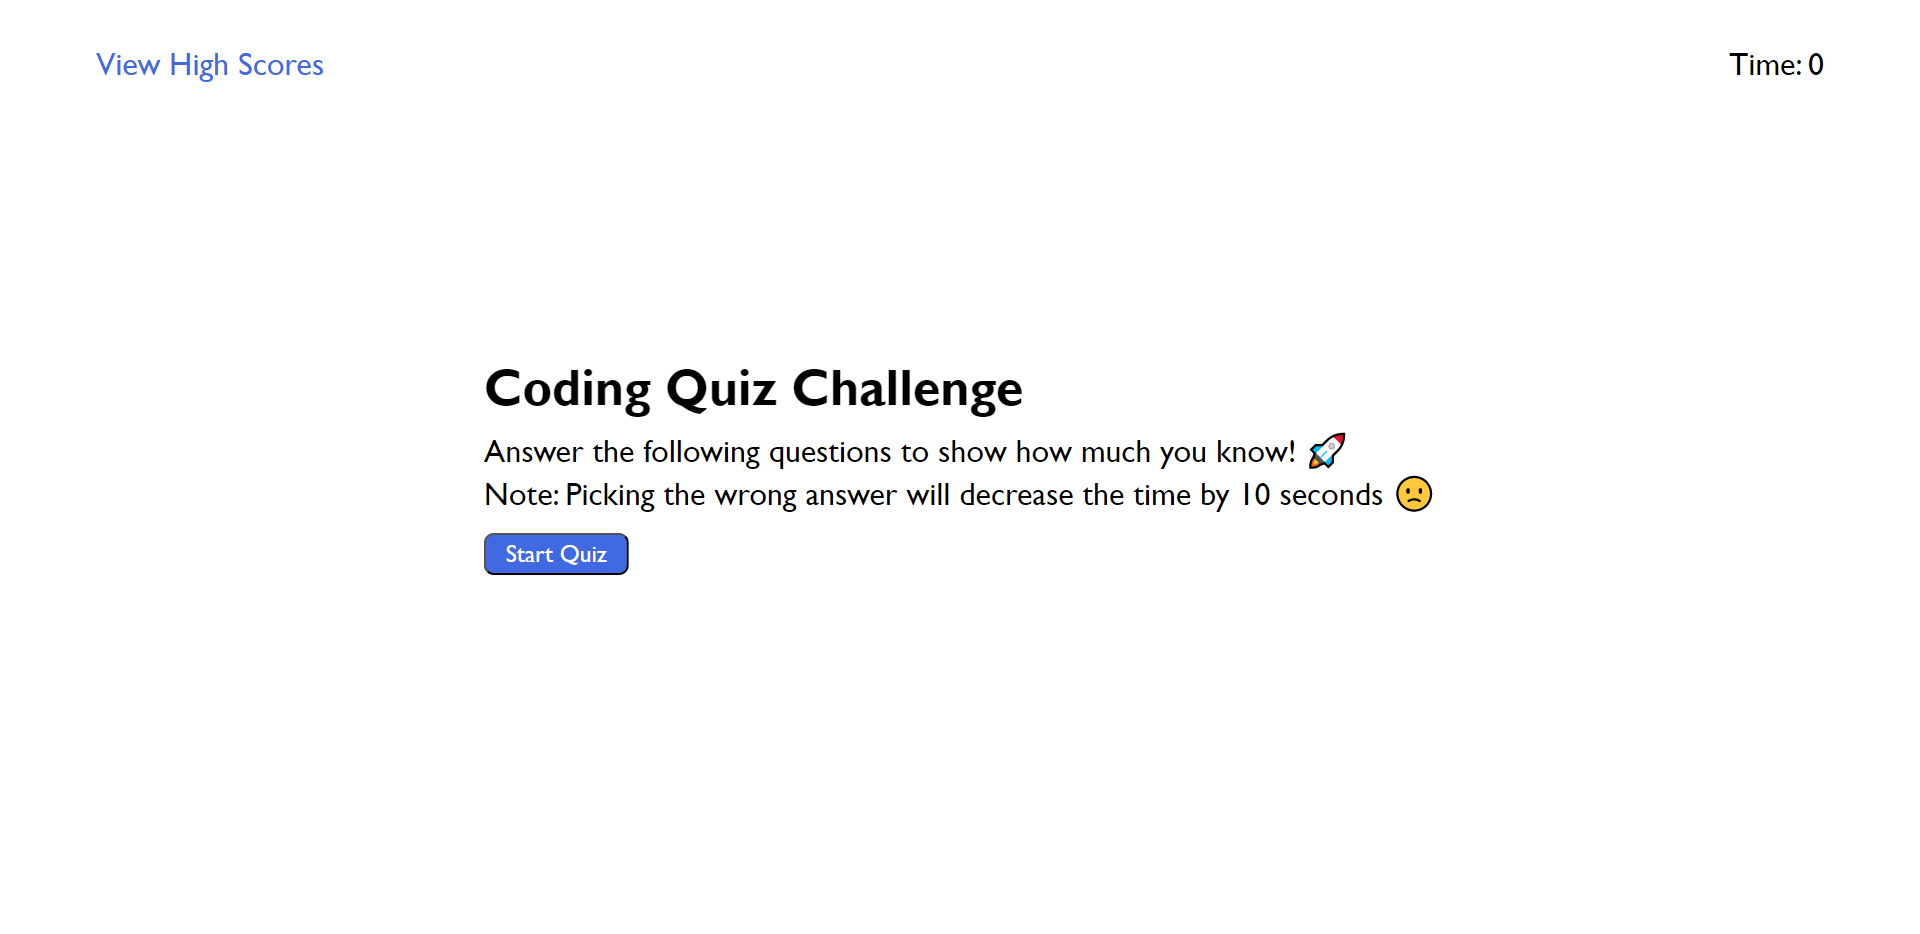 View High Scores
Time: 0
Coding Quiz Challenge
Answer the following questions to show how much you know! 🚀
Note: Picking the wrong answer will decrease the time by 10 seconds 🙁
Start Quiz